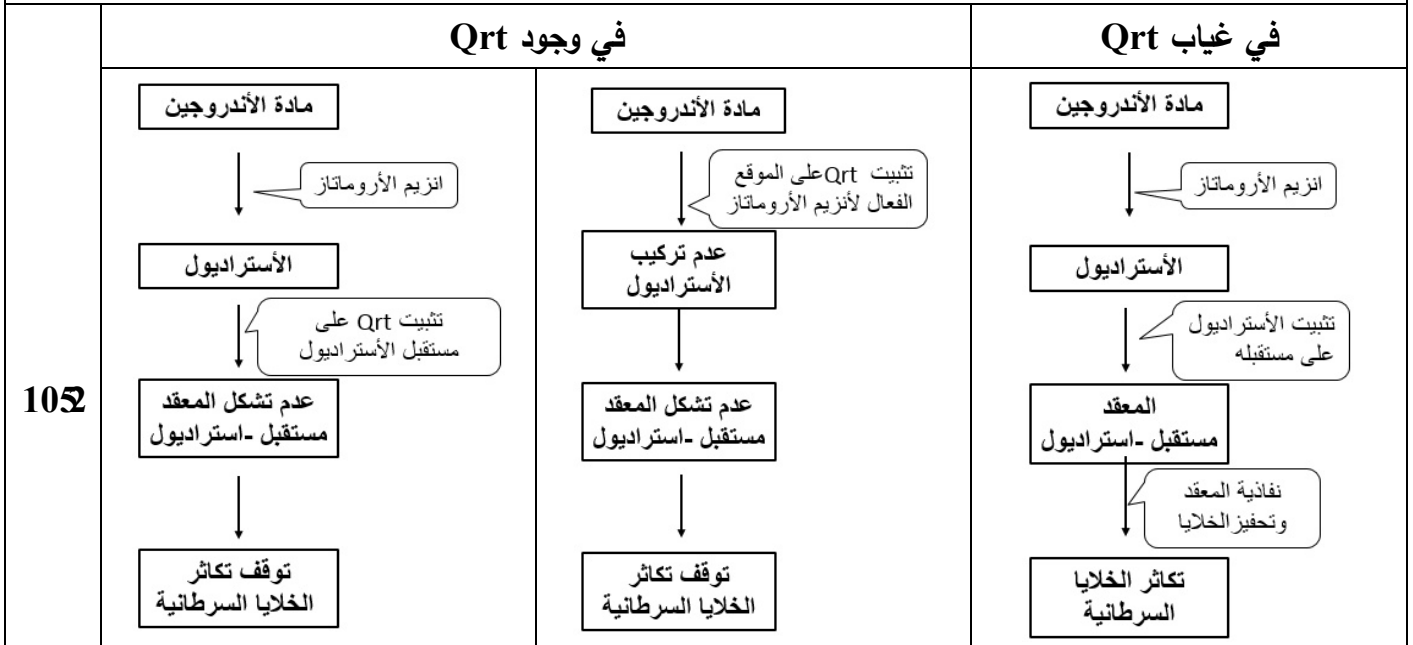 في غياب Qrt
في وجود Qrt
مادة الأندروجين
انزيم الأروماتاز
الأستراديول
تثبيت الأستراديول
على مستقبله
المعقد
مستقبل -استراديول
نفاذية المعقد
وتحفيز الخلايا
تكاثر الخلايا
السرطانية
مادة الأندروجين
تثبيت Qrt على الموقع
الفعال لأنزيم الأروماتاز
عدم تركيب
الأستراديول
عدم تشكل المعقد
مستقبل -استراديول
توقف تكاثر
الخلايا السرطانية
مادة الأندروجين
انزيم الأروماتاز
الأستراديول
تثبيت Qrt على
مستقبل الأستراديول
عدم تشكل المعقد
مستقبل -استراديول
توقف تكاثر
الخلايا السرطانية